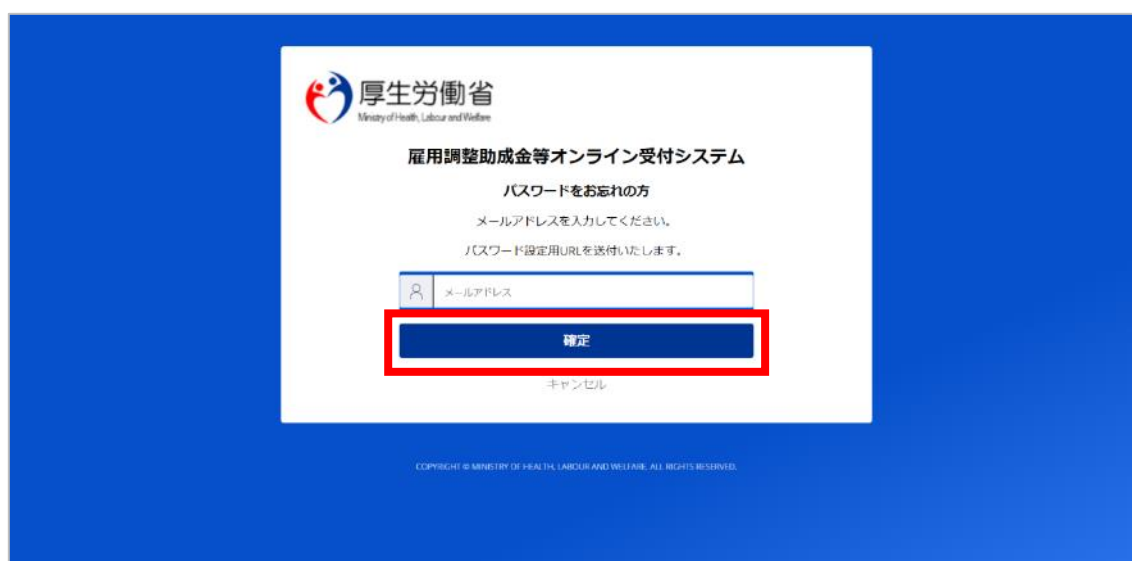 厚生労働省
Ministry of Health, Labour and Welfare
雇用調整助成金等オンライン受付システム
パスワードをお忘れの方
メールアドレスを入力してください。
パスワード設定用URLを送付いたします。
メールアドレス
確定
キャンセル
COPYRIGHT © MINISTRY OF HEALTH, LABOUR AND WELFARE, ALL RIGHTS RESERVED.